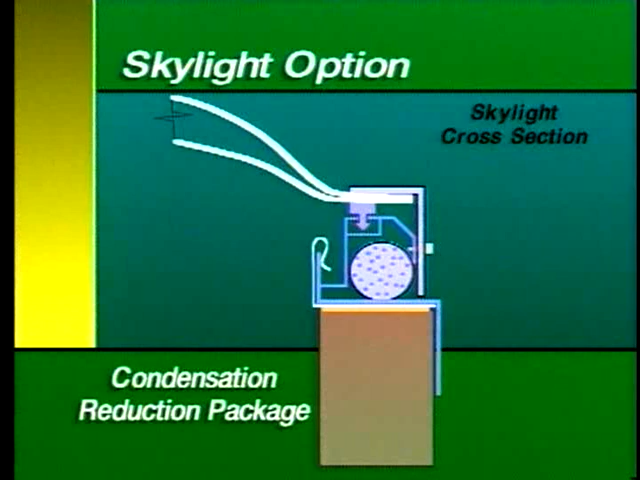 Skylight Option
Skylight
Cross Section
Condensation
Reduction Package